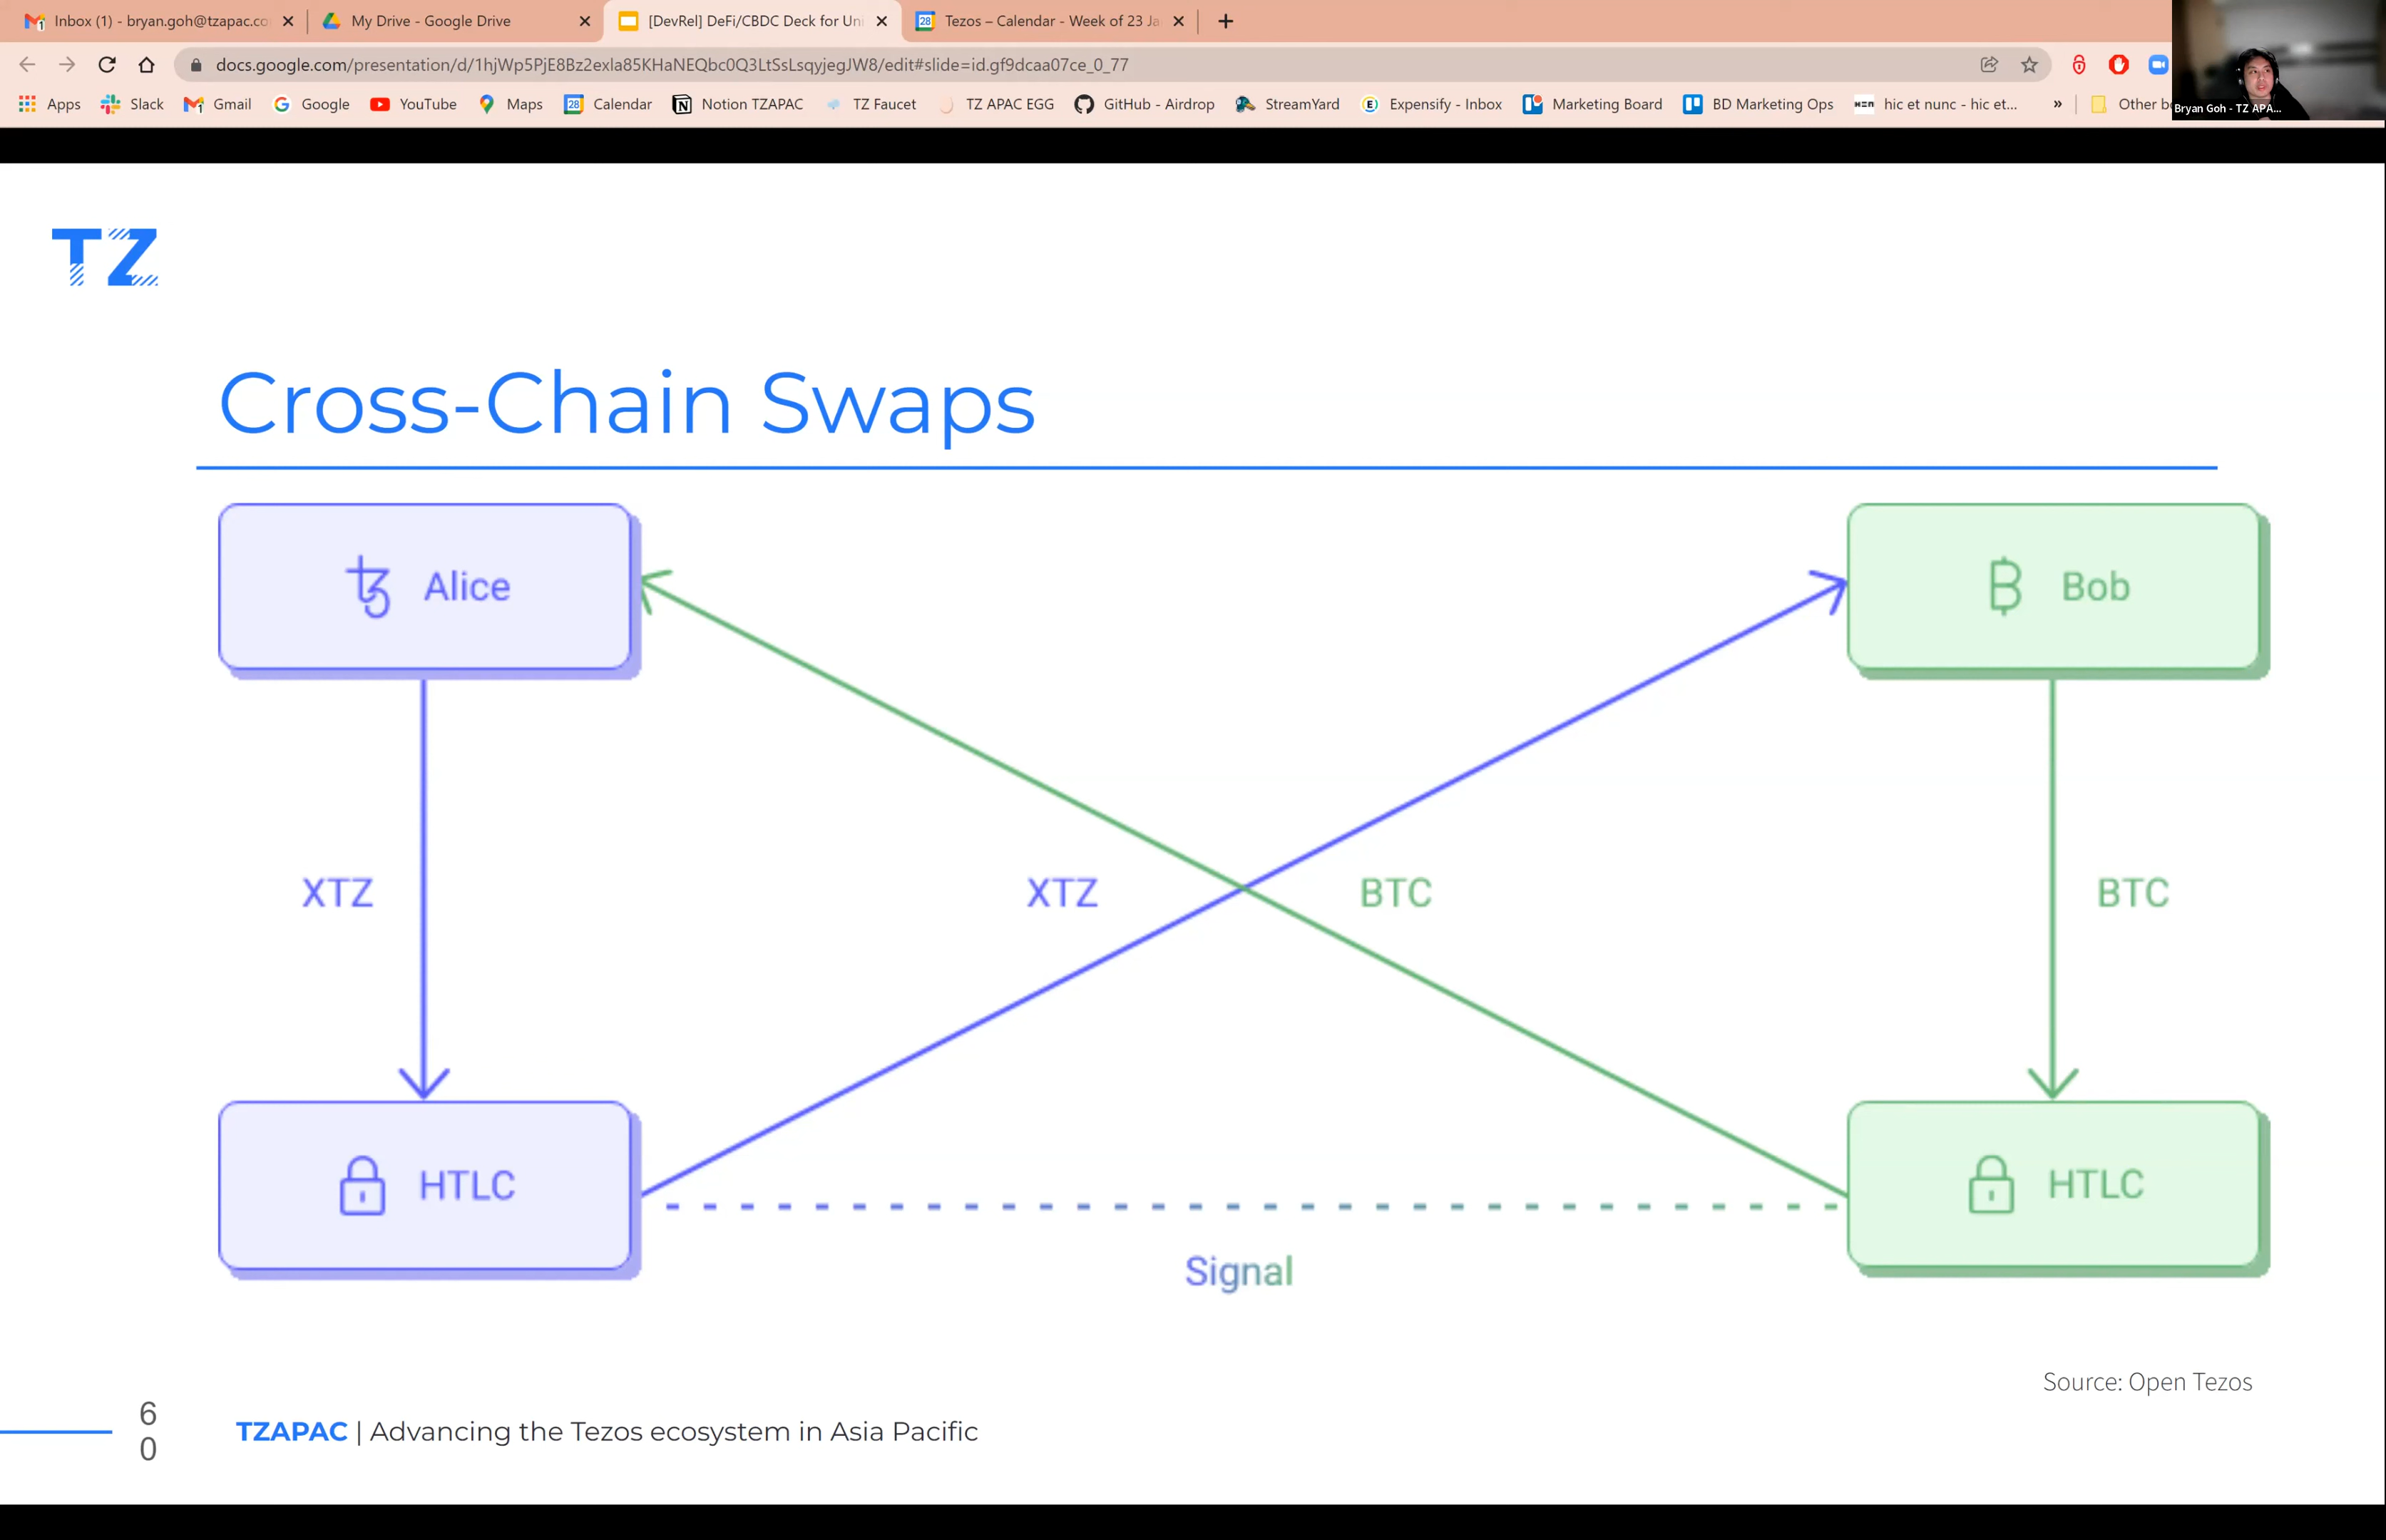 Inbox (1) - bryan.goh@tzapac.co
My Drive - Google Drive
[DevRel] DeFi/CBDC Deck for Uni
Tezos – Calendar - Week of 23 Ja
docs.google.com/presentation/d/1hjWp5PjE8Bz2exla85KHaNEQbc0Q3LtSsLsqyjegJW8/edit#slide=id.gf9dcaa07ce_0_77
Apps
Slack
Gmail
Google
YouTube
Maps
28
Calendar
Notion TZAPAC
TZ Faucet
TZ APAC EGG
GitHub - Airdrop
StreamYard
Expensify - Inbox
Marketing Board
BD Marketing Ops
hic et nunc - hic et...
»
Other b
Bryan Goh - TZ APA...
TZ
Cross-Chain Swaps
Alice
Bob
XTZ
XTZ
BTC
BTC
HTLC
HTLC
Signal
Source: Open Tezos
6
0
TZAPAC | Advancing the Tezos ecosystem in Asia Pacific